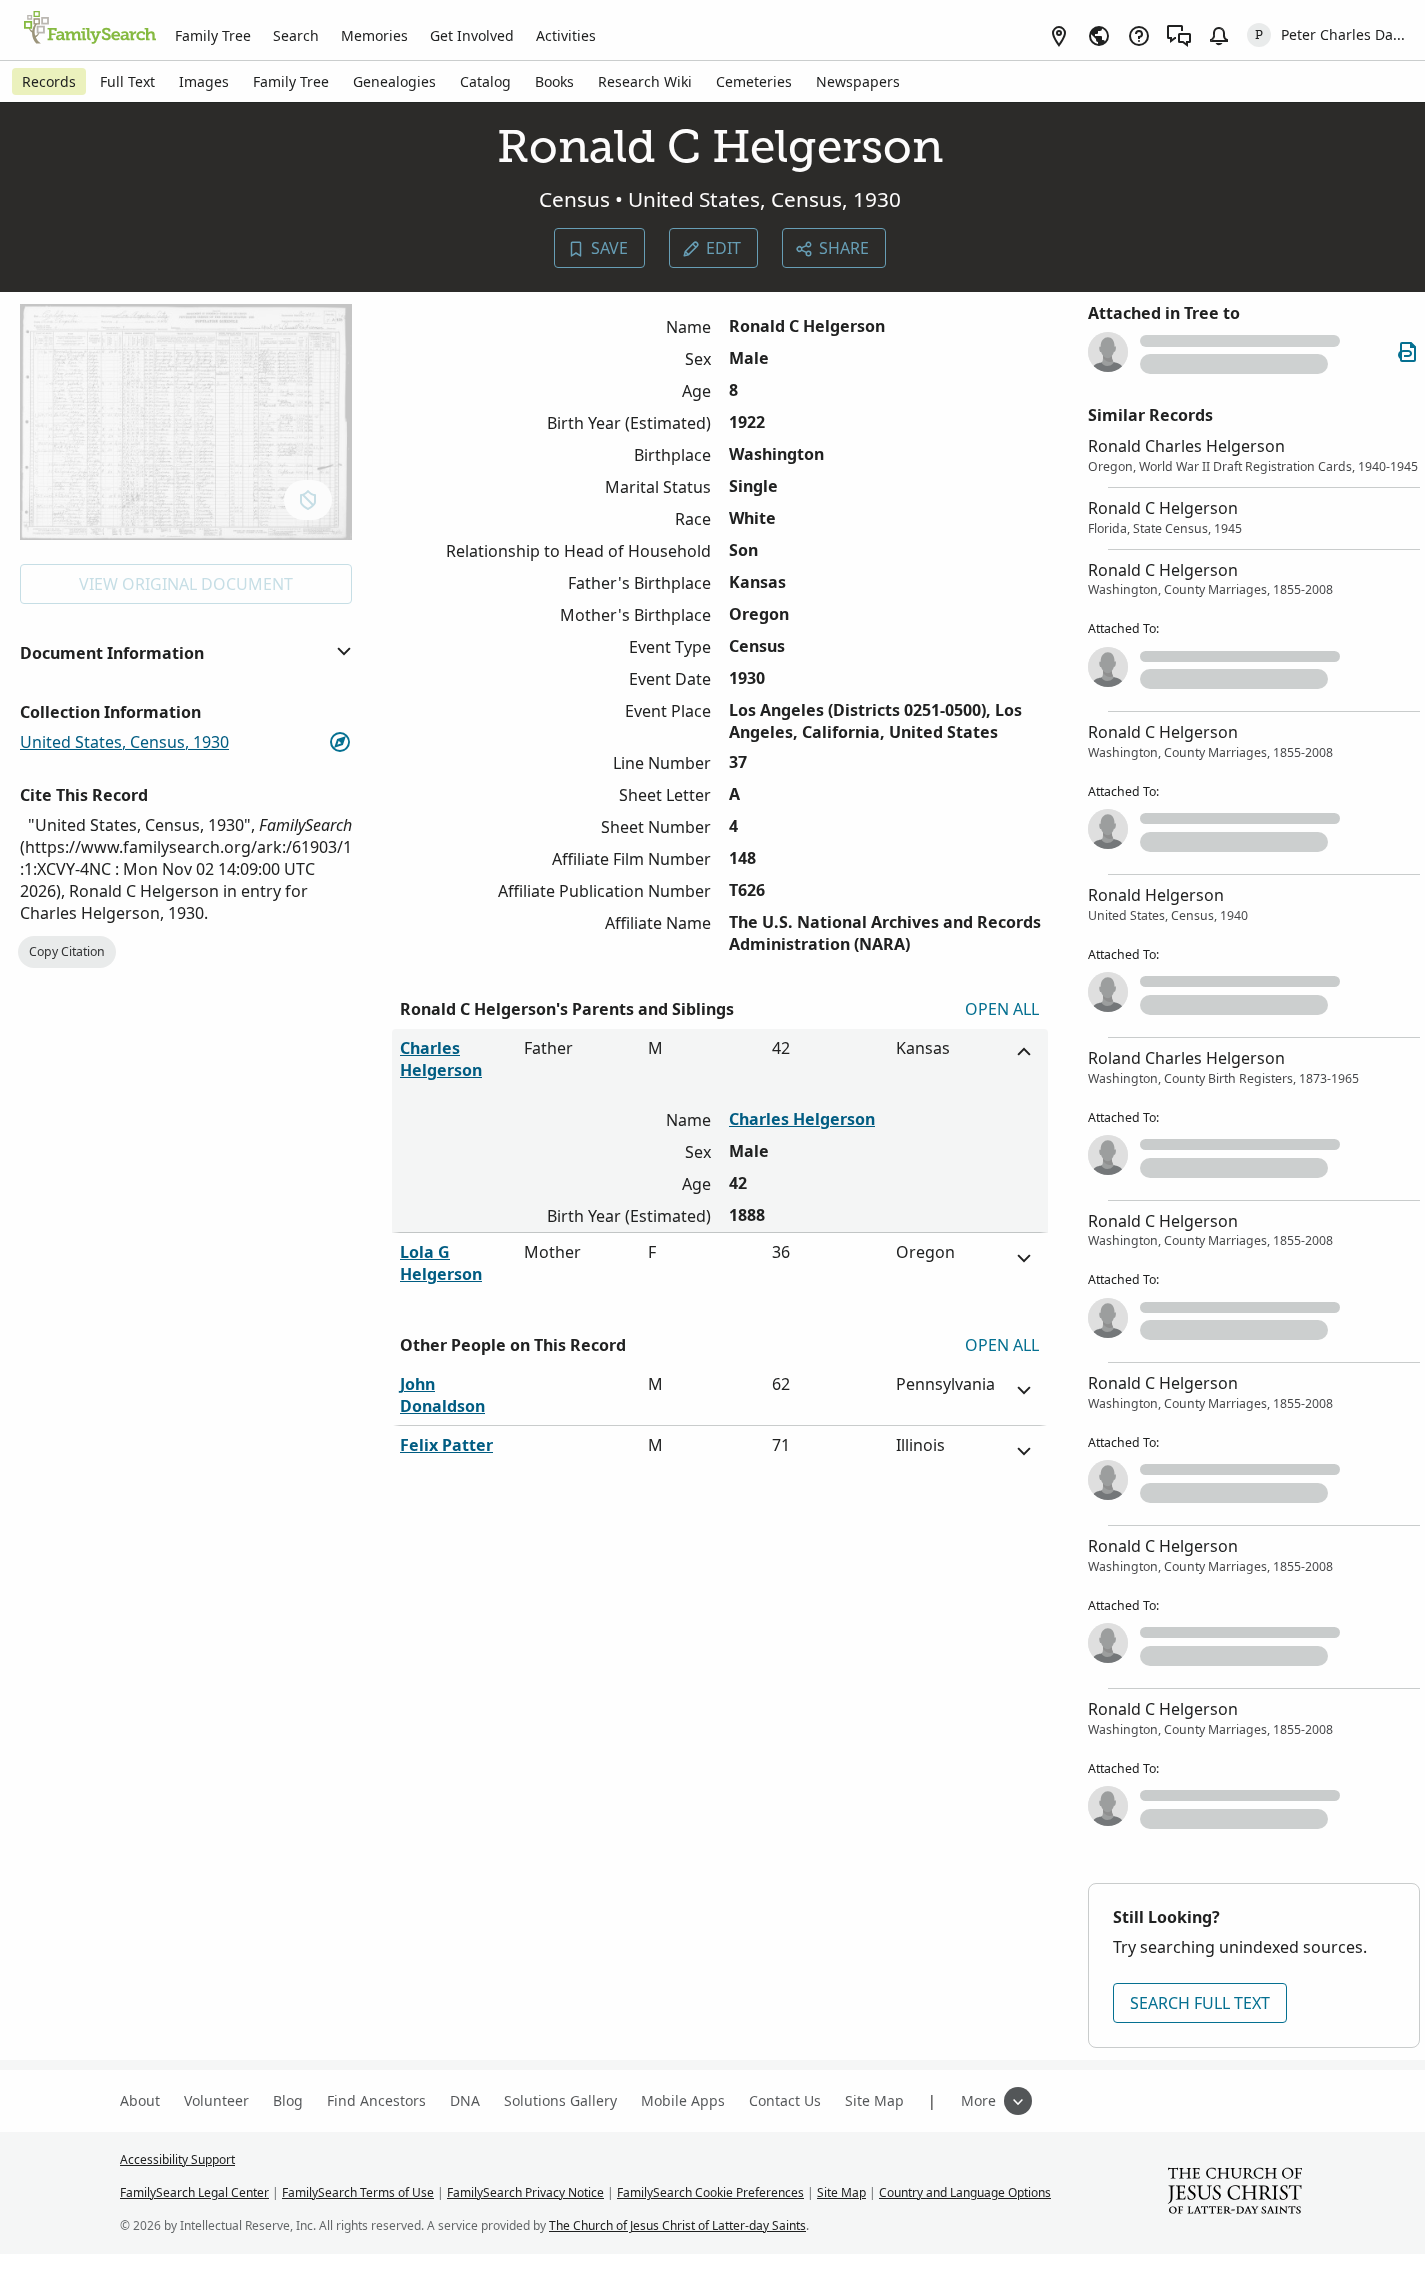 FamilySearch Family Tree Search Memories Get Involved Activities P Peter Charles Da...
Records Full Text Images Family Tree Genealogies Catalog Books Research Wiki Cemeteries Newspapers
Ronald C Helgerson
Census • United States, Census, 1930
SAVE EDIT SHARE
VIEW ORIGINAL DOCUMENT
Document Information
Collection Information
United States, Census, 1930
Cite This Record
"United States, Census, 1930", FamilySearch
(https://www.familysearch.org/ark:/61903/1
:1:XCVY-4NC : Mon Nov 02 14:09:00 UTC
2026), Ronald C Helgerson in entry for
Charles Helgerson, 1930.
Copy Citation
Name Ronald C Helgerson
Sex Male
Age 8
Birth Year (Estimated) 1922
Birthplace Washington
Marital Status Single
Race White
Relationship to Head of Household Son
Father's Birthplace Kansas
Mother's Birthplace Oregon
Event Type Census
Event Date 1930
Event Place Los Angeles (Districts 0251-0500), Los
Angeles, California, United States
Line Number 37
Sheet Letter A
Sheet Number 4
Affiliate Film Number 148
Affiliate Publication Number T626
Affiliate Name The U.S. National Archives and Records
Administration (NARA)
Ronald C Helgerson's Parents and Siblings OPEN ALL
Charles Father M 42 Kansas
Helgerson
Name Charles Helgerson
Sex Male
Age 42
Birth Year (Estimated) 1888
Lola G Mother F 36 Oregon
Helgerson
Other People on This Record OPEN ALL
John M 62 Pennsylvania
Donaldson
Felix Patter M 71 Illinois
Attached in Tree to
Similar Records
Ronald Charles Helgerson
Oregon, World War II Draft Registration Cards, 1940-1945
Ronald C Helgerson
Florida, State Census, 1945
Ronald C Helgerson
Washington, County Marriages, 1855-2008
Attached To:
Ronald C Helgerson
Washington, County Marriages, 1855-2008
Attached To:
Ronald Helgerson
United States, Census, 1940
Attached To:
Roland Charles Helgerson
Washington, County Birth Registers, 1873-1965
Attached To:
Ronald C Helgerson
Washington, County Marriages, 1855-2008
Attached To:
Ronald C Helgerson
Washington, County Marriages, 1855-2008
Attached To:
Ronald C Helgerson
Washington, County Marriages, 1855-2008
Attached To:
Ronald C Helgerson
Washington, County Marriages, 1855-2008
Attached To:
Still Looking?
Try searching unindexed sources.
SEARCH FULL TEXT
About Volunteer Blog Find Ancestors DNA Solutions Gallery Mobile Apps Contact Us Site Map | More
Accessibility Support
FamilySearch Legal Center | FamilySearch Terms of Use | FamilySearch Privacy Notice | FamilySearch Cookie Preferences | Site Map | Country and Language Options
© 2026 by Intellectual Reserve, Inc. All rights reserved. A service provided by The Church of Jesus Christ of Latter-day Saints.
THE CHURCH OF
JESUS CHRIST
OF LATTER-DAY SAINTS